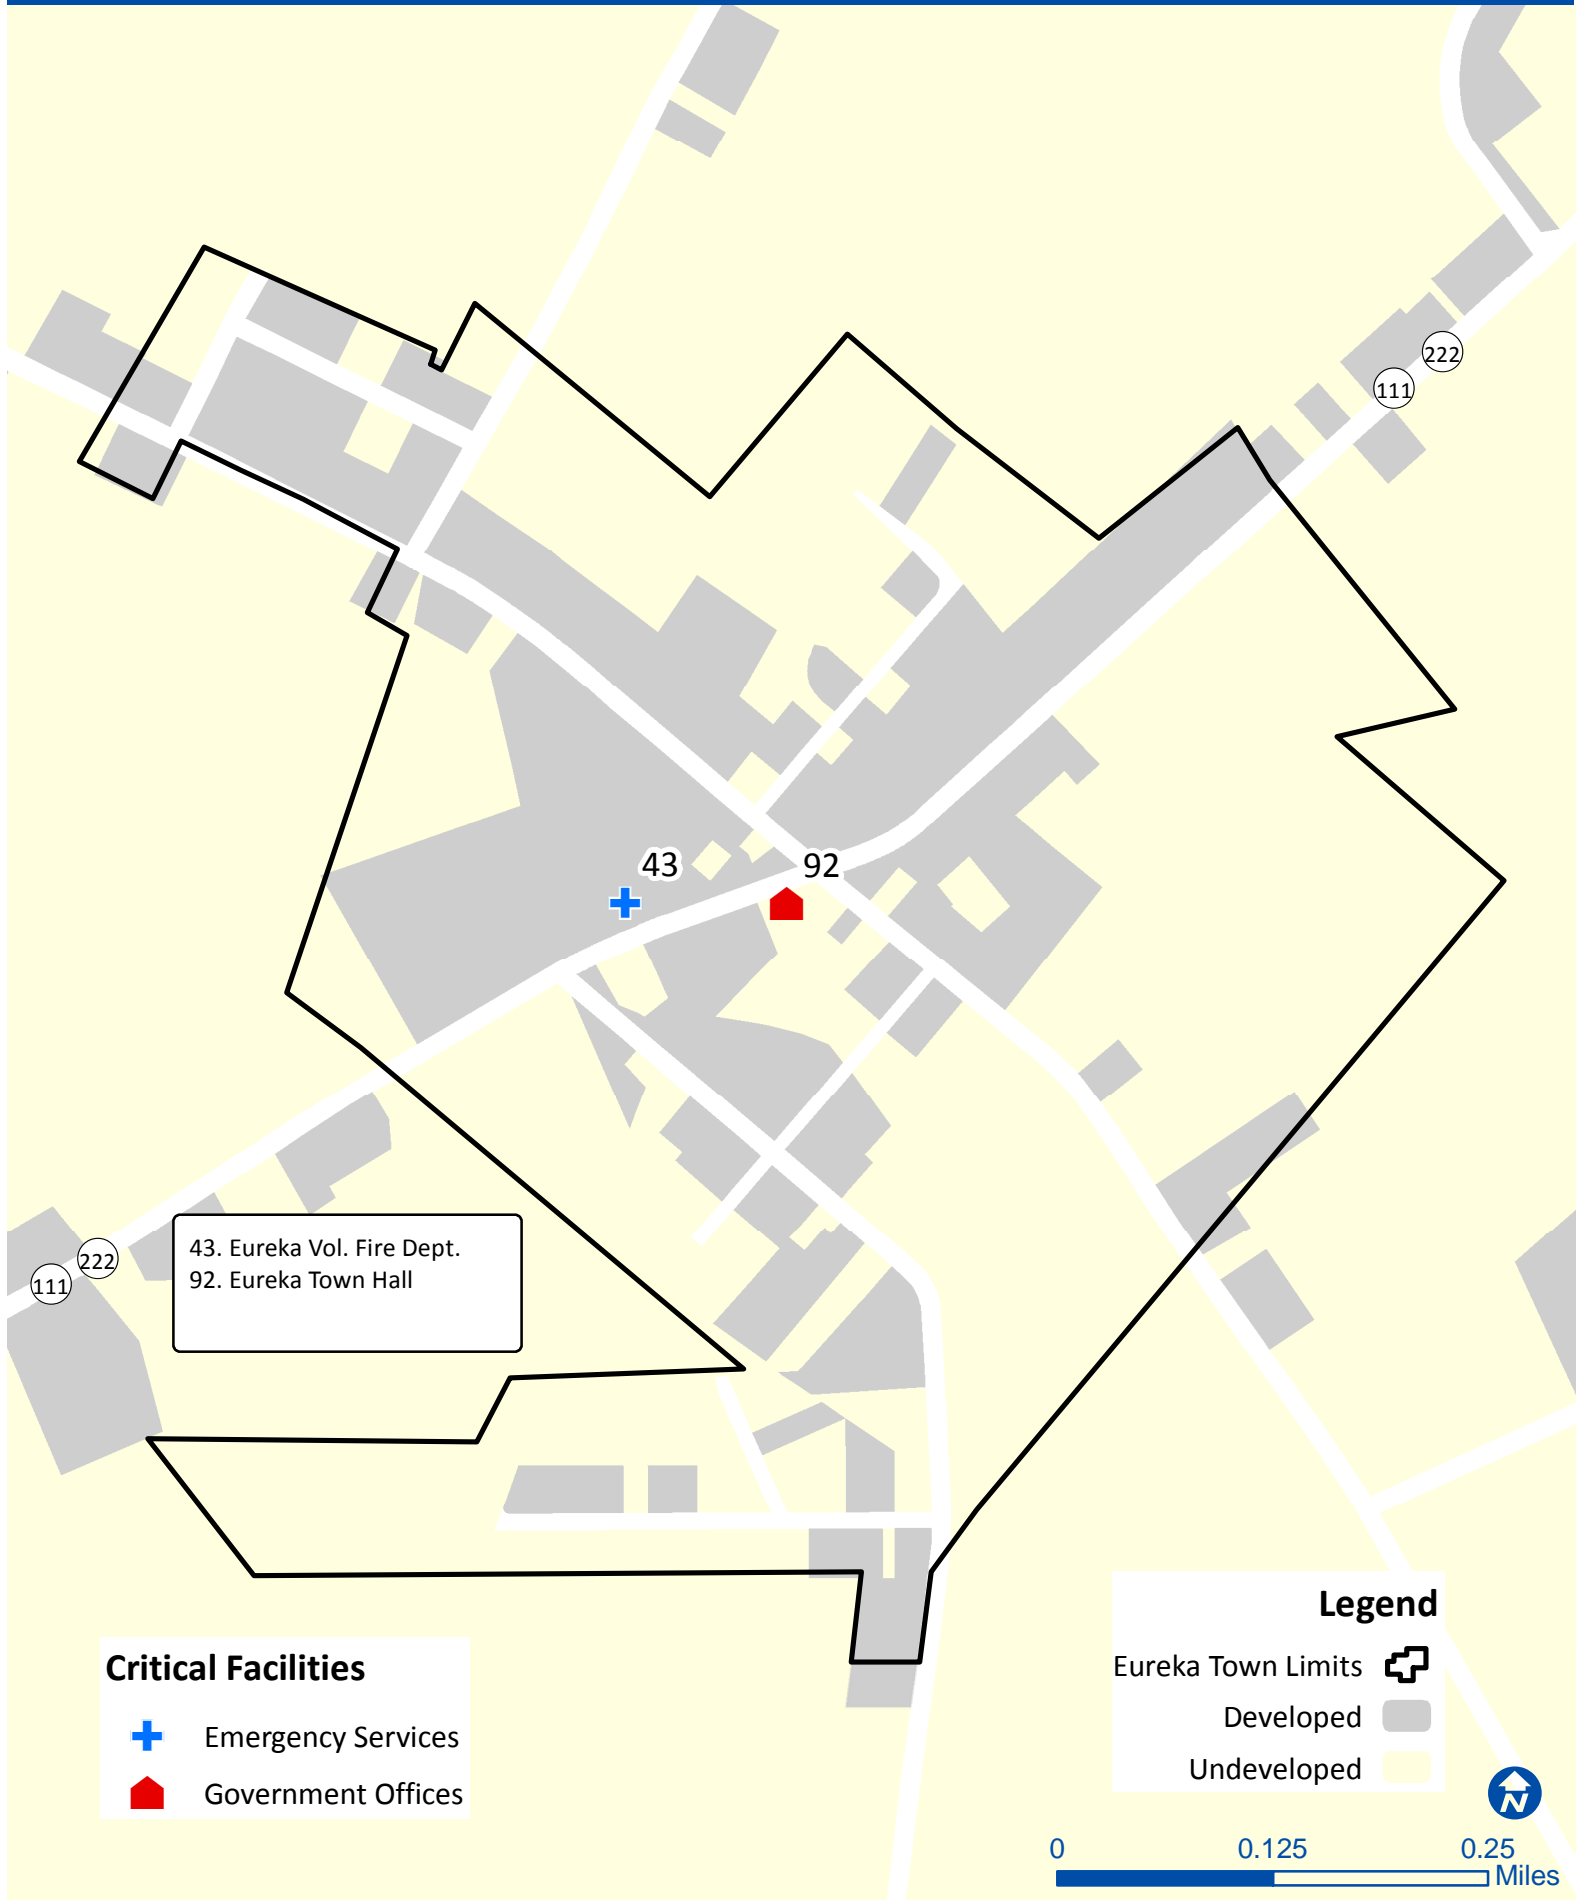 222
111
43
92
222
111
43. Eureka Vol. Fire Dept.
92. Eureka Town Hall
Critical Facilities
Emergency Services
Government Offices
Legend
Eureka Town Limits
Developed
Undeveloped
N
0 0.125 0.25
Miles